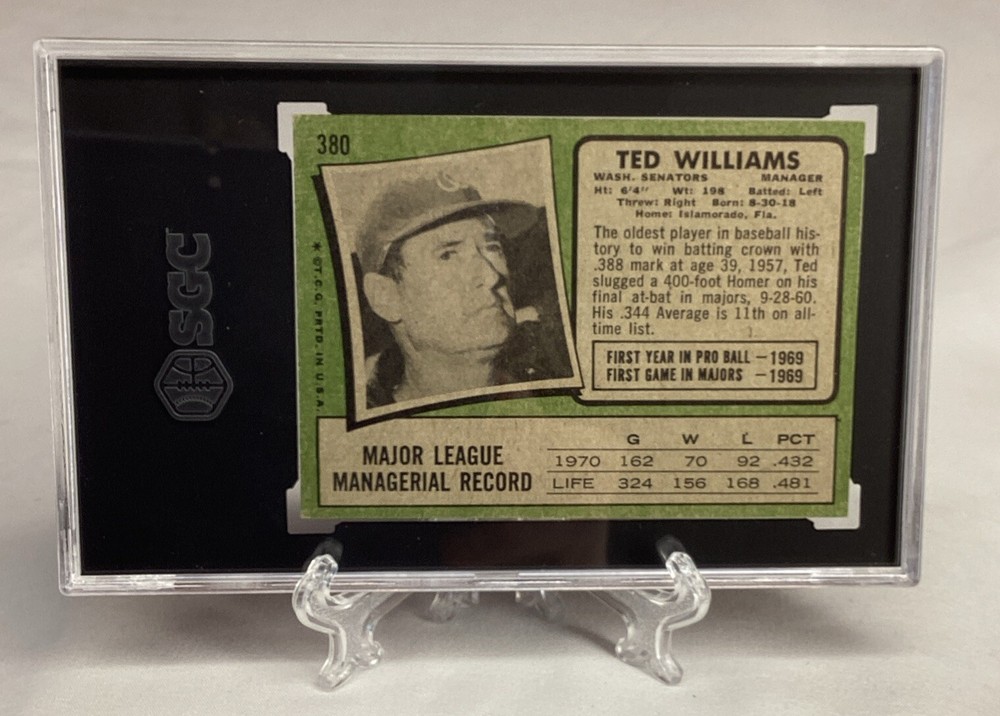 SGC
380
* ©T.C.G. PRTD. IN U.S.A.
TED WILLIAMS
WASH. SENATORS MANAGER
Ht: 6'4" Wt: 198 Batted: Left
Threw: Right Born: 8-30-18
Home: Islamorado, Fla.
The oldest player in baseball his-
tory to win batting crown with
.388 mark at age 39, 1957, Ted
slugged a 400-foot Homer on his
final at-bat in majors, 9-28-60.
His .344 Average is 11th on all-
time list.
FIRST YEAR IN PRO BALL – 1969
FIRST GAME IN MAJORS – 1969
MAJOR LEAGUE
MANAGERIAL RECORD
G W L PCT
1970 162 70 92 .432
LIFE 324 156 168 .481